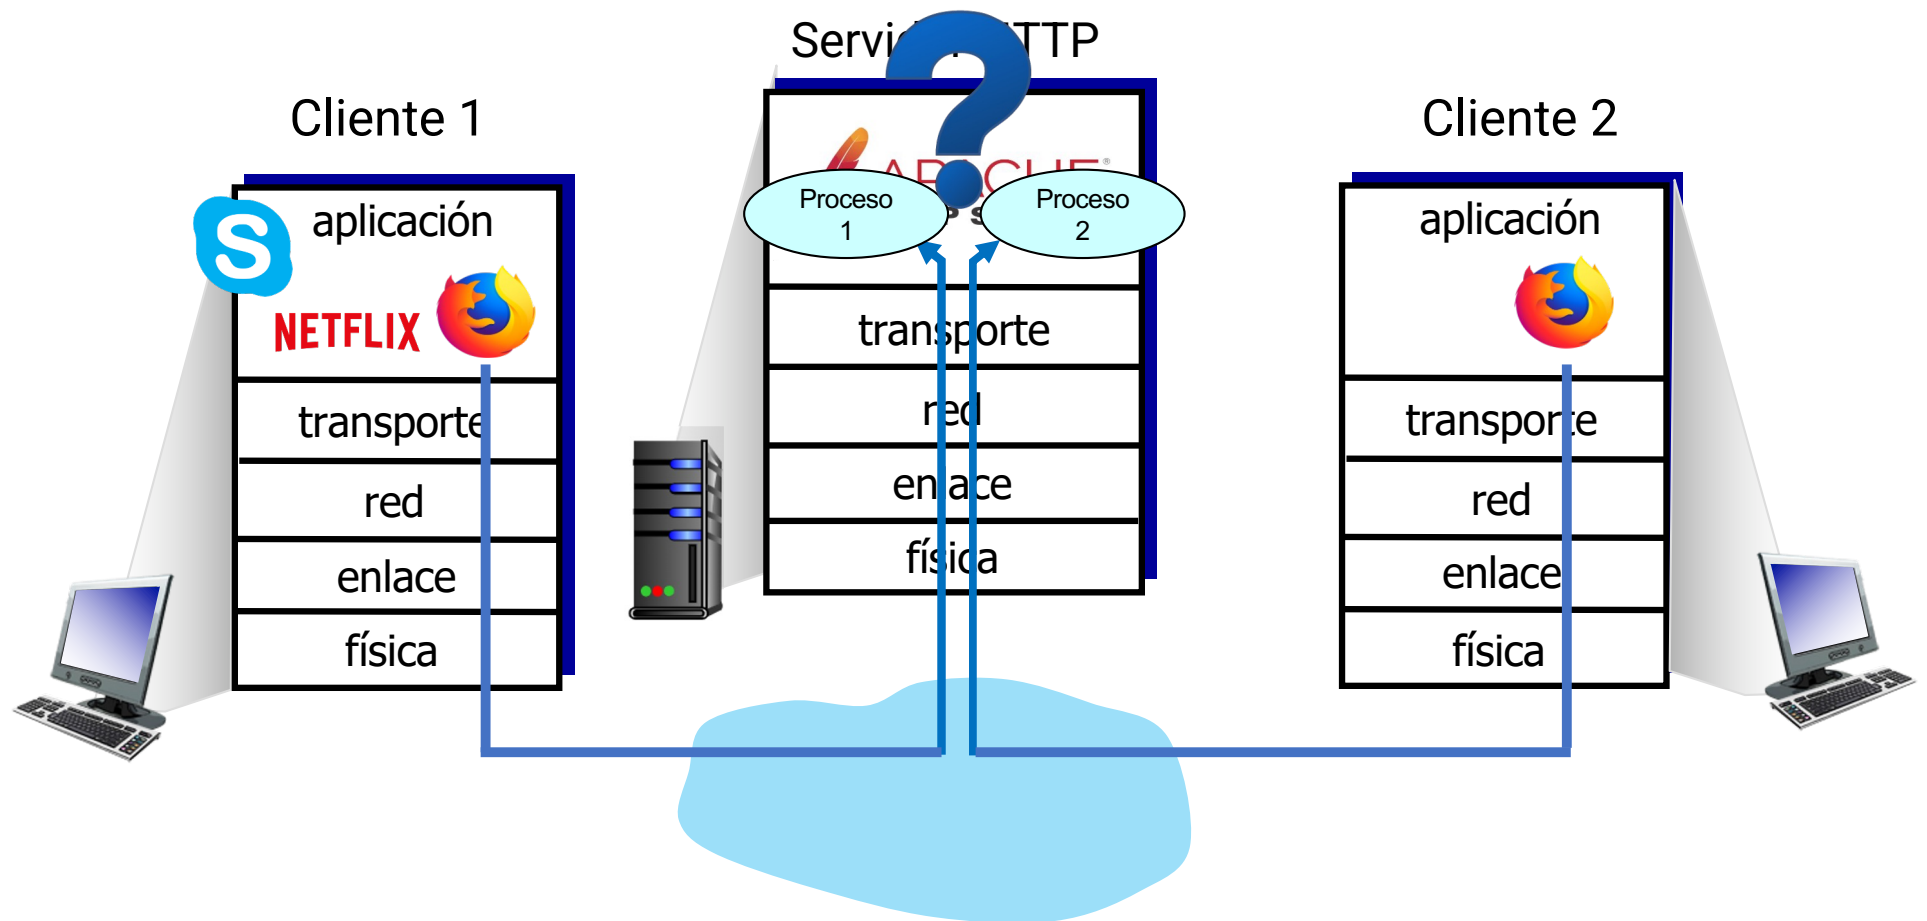 Cliente 1
aplicación
NETFLIX
transporte
red
enlace
física
Proceso
1
Proceso
2
transporte
red
enlace
física
Cliente 2
aplicación
transporte
red
enlace
física